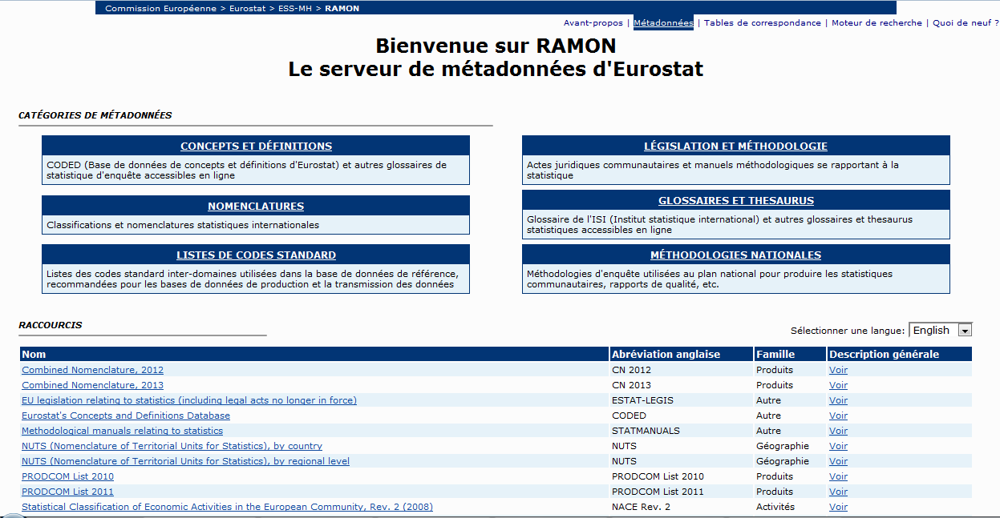 Commission Européenne > Eurostat > ESS-MH > RAMON
Avant-propos | Métadonnées | Tables de correspondance | Moteur de recherche | Quoi de neuf ?
Bienvenue sur RAMON
Le serveur de métadonnées d'Eurostat
CATÉGORIES DE MÉTADONNÉES
CONCEPTS ET DÉFINITIONS
CODED (Base de données de concepts et définitions d'Eurostat) et autres glossaires de
statistique d'enquête accessibles en ligne
NOMENCLATURES
Classifications et nomenclatures statistiques internationales
LISTES DE CODES STANDARD
Listes des codes standard inter-domaines utilisées dans la base de données de référence,
recommandées pour les bases de données de production et la transmission des données
LÉGISLATION ET MÉTHODOLOGIE
Actes juridiques communautaires et manuels méthodologiques se rapportant à la
statistique
GLOSSAIRES ET THESAURUS
Glossaire de l'ISI (Institut statistique international) et autres glossaires et thesaurus
statistiques accessibles en ligne
MÉTHODOLOGIES NATIONALES
Méthodologies d'enquête utilisées au plan national pour produire les statistiques
communautaires, rapports de qualité, etc.
RACCOURCIS
Sélectionner une langue: English
Nom Abréviation anglaise Famille Description générale
Combined Nomenclature, 2012 CN 2012 Produits Voir
Combined Nomenclature, 2013 CN 2013 Produits Voir
EU legislation relating to statistics (including legal acts no longer in force) ESTAT-LEGIS Autre Voir
Eurostat's Concepts and Definitions Database CODED Autre Voir
Methodological manuals relating to statistics STATMANUALS Autre Voir
NUTS (Nomenclature of Territorial Units for Statistics), by country NUTS Géographie Voir
NUTS (Nomenclature of Territorial Units for Statistics), by regional level NUTS Géographie Voir
PRODCOM List 2010 PRODCOM List 2010 Produits Voir
PRODCOM List 2011 PRODCOM List 2011 Produits Voir
Statistical Classification of Economic Activities in the European Community, Rev. 2 (2008) NACE Rev. 2 Activités Voir